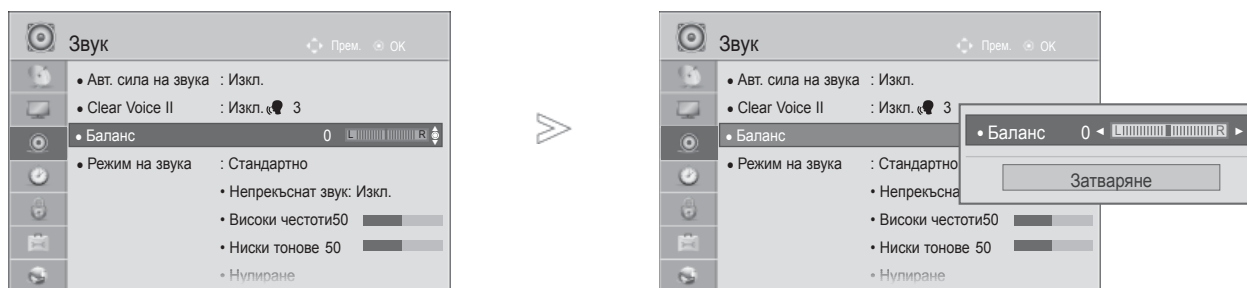 Звук
Прем. OK
• Авт. сила на звука : Изкл.
• Clear Voice II : Изкл. 3
• Баланс 0 L R
• Режим на звука : Стандартно
• Непрекъснат звук: Изкл.
• Високи честоти50
• Ниски тонове 50
• Нулиране
Звук
Прем. OK
• Авт. сила на звука : Изкл.
• Clear Voice II : Изкл. 3
• Баланс
• Режим на звука : Стандартно
• Непрекъсна
• Високи честоти50
• Ниски тонове 50
• Нулиране
• Баланс 0 ◄ L R ►
Затваряне